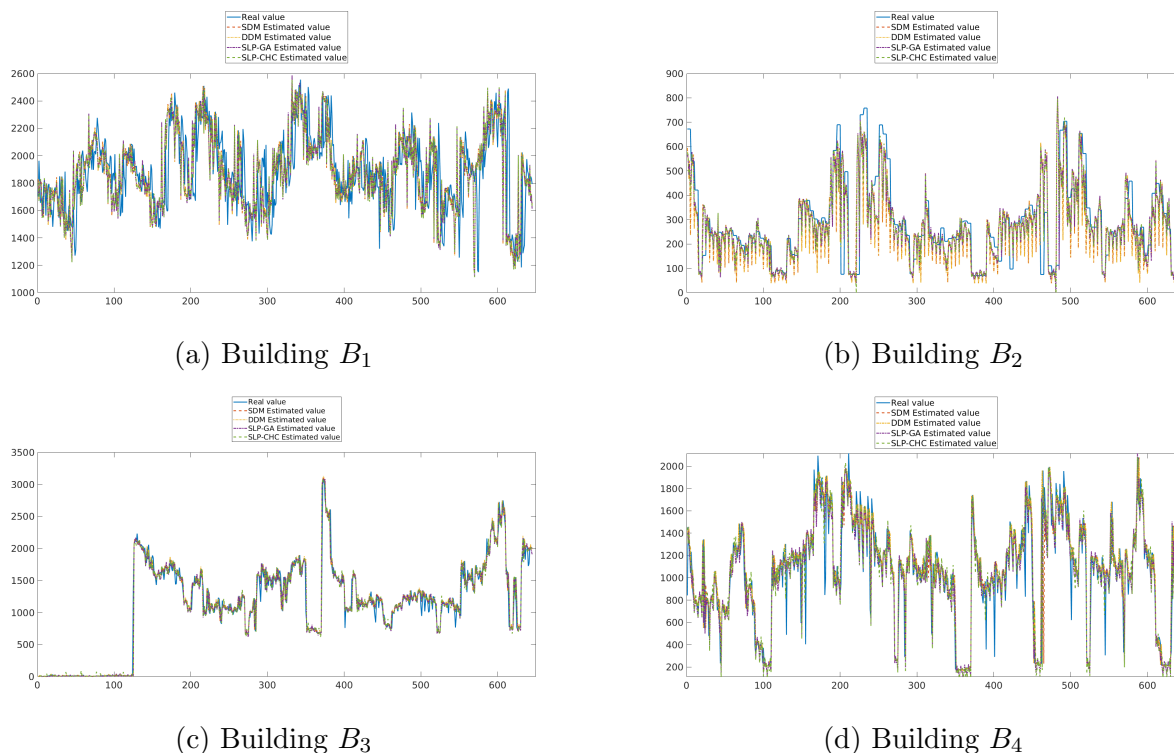 Real value
SDM Estimated value
DDM Estimated value
SLP-GA Estimated value
SLP-CHC Estimated value
2600
2400
2200
2000
1800
1600
1400
1200
1000
0 100 200 300 400 500 600
(a) Building B1
Real value
SDM Estimated value
DDM Estimated value
SLP-GA Estimated value
SLP-CHC Estimated value
900
800
700
600
500
400
300
200
100
0
0 100 200 300 400 500 600
(b) Building B2
Real value
SDM Estimated value
DDM Estimated value
SLP-GA Estimated value
SLP-CHC Estimated value
3500
3000
2500
2000
1500
1000
500
0
0 100 200 300 400 500 600
(c) Building B3
Real value
SDM Estimated value
DDM Estimated value
SLP-GA Estimated value
SLP-CHC Estimated value
2000
1800
1600
1400
1200
1000
800
600
400
200
0 100 200 300 400 500 600
(d) Building B4